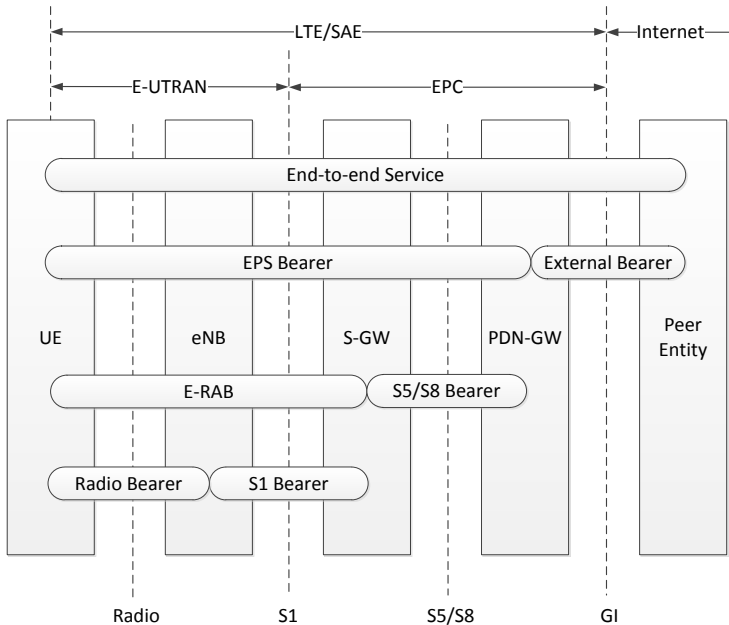 LTE/SAE
Internet
E-UTRAN
EPC
End-to-end Service
EPS Bearer
External Bearer
UE
eNB
S-GW
PDN-GW
Peer
Entity
E-RAB
S5/S8 Bearer
Radio Bearer
S1 Bearer
Radio
S1
S5/S8
GI